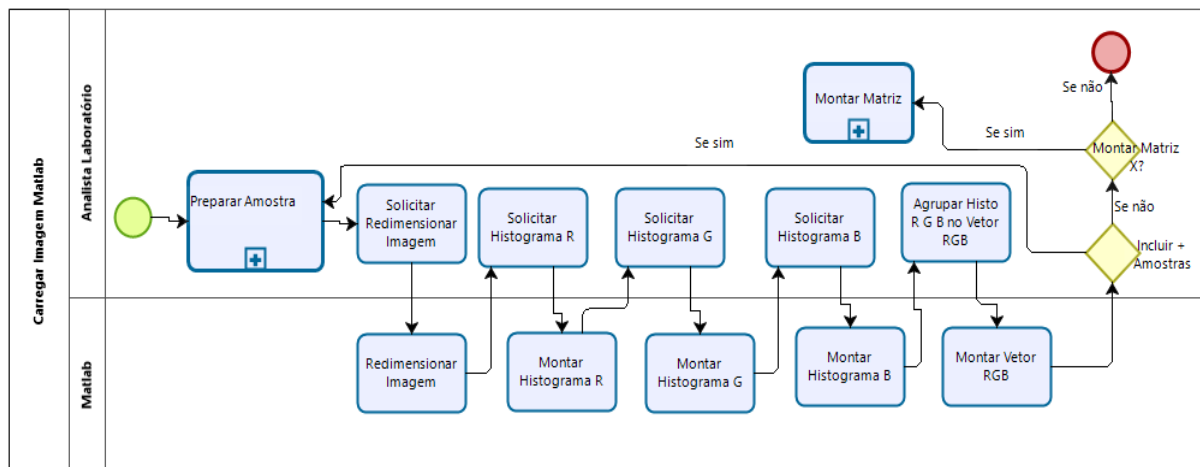 Carregar Imagem Matlab
Analista Laboratório
Preparar Amostra
Solicitar
Redimensionar
Imagem
Solicitar
Histograma R
Solicitar
Histograma G
Solicitar
Histograma B
Agrupar Histo
R G B no Vetor
RGB
Montar Matriz
Se sim
Se sim
Se não
Montar Matriz
X?
Se não
Incluir +
Amostras
Matlab
Redimensionar
Imagem
Montar
Histograma R
Montar
Histograma G
Montar
Histograma B
Montar Vetor
RGB